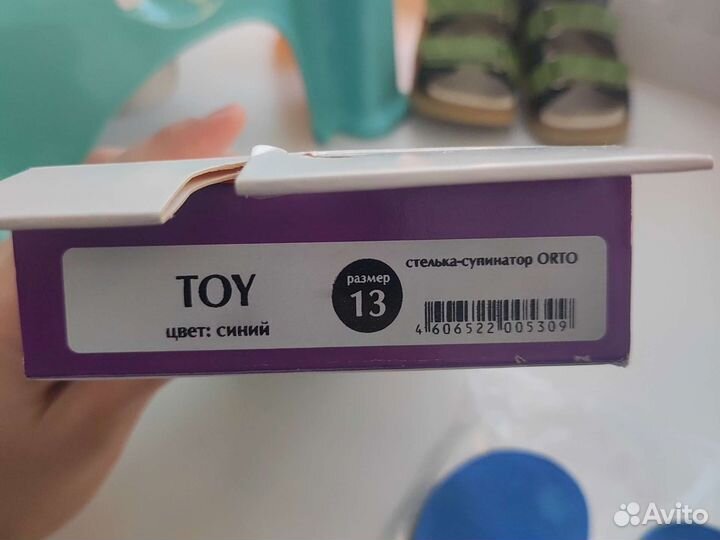 TOY
цвет: синий
размер
13
стелька-супинатор ORTO
4 606522 005309
Avito